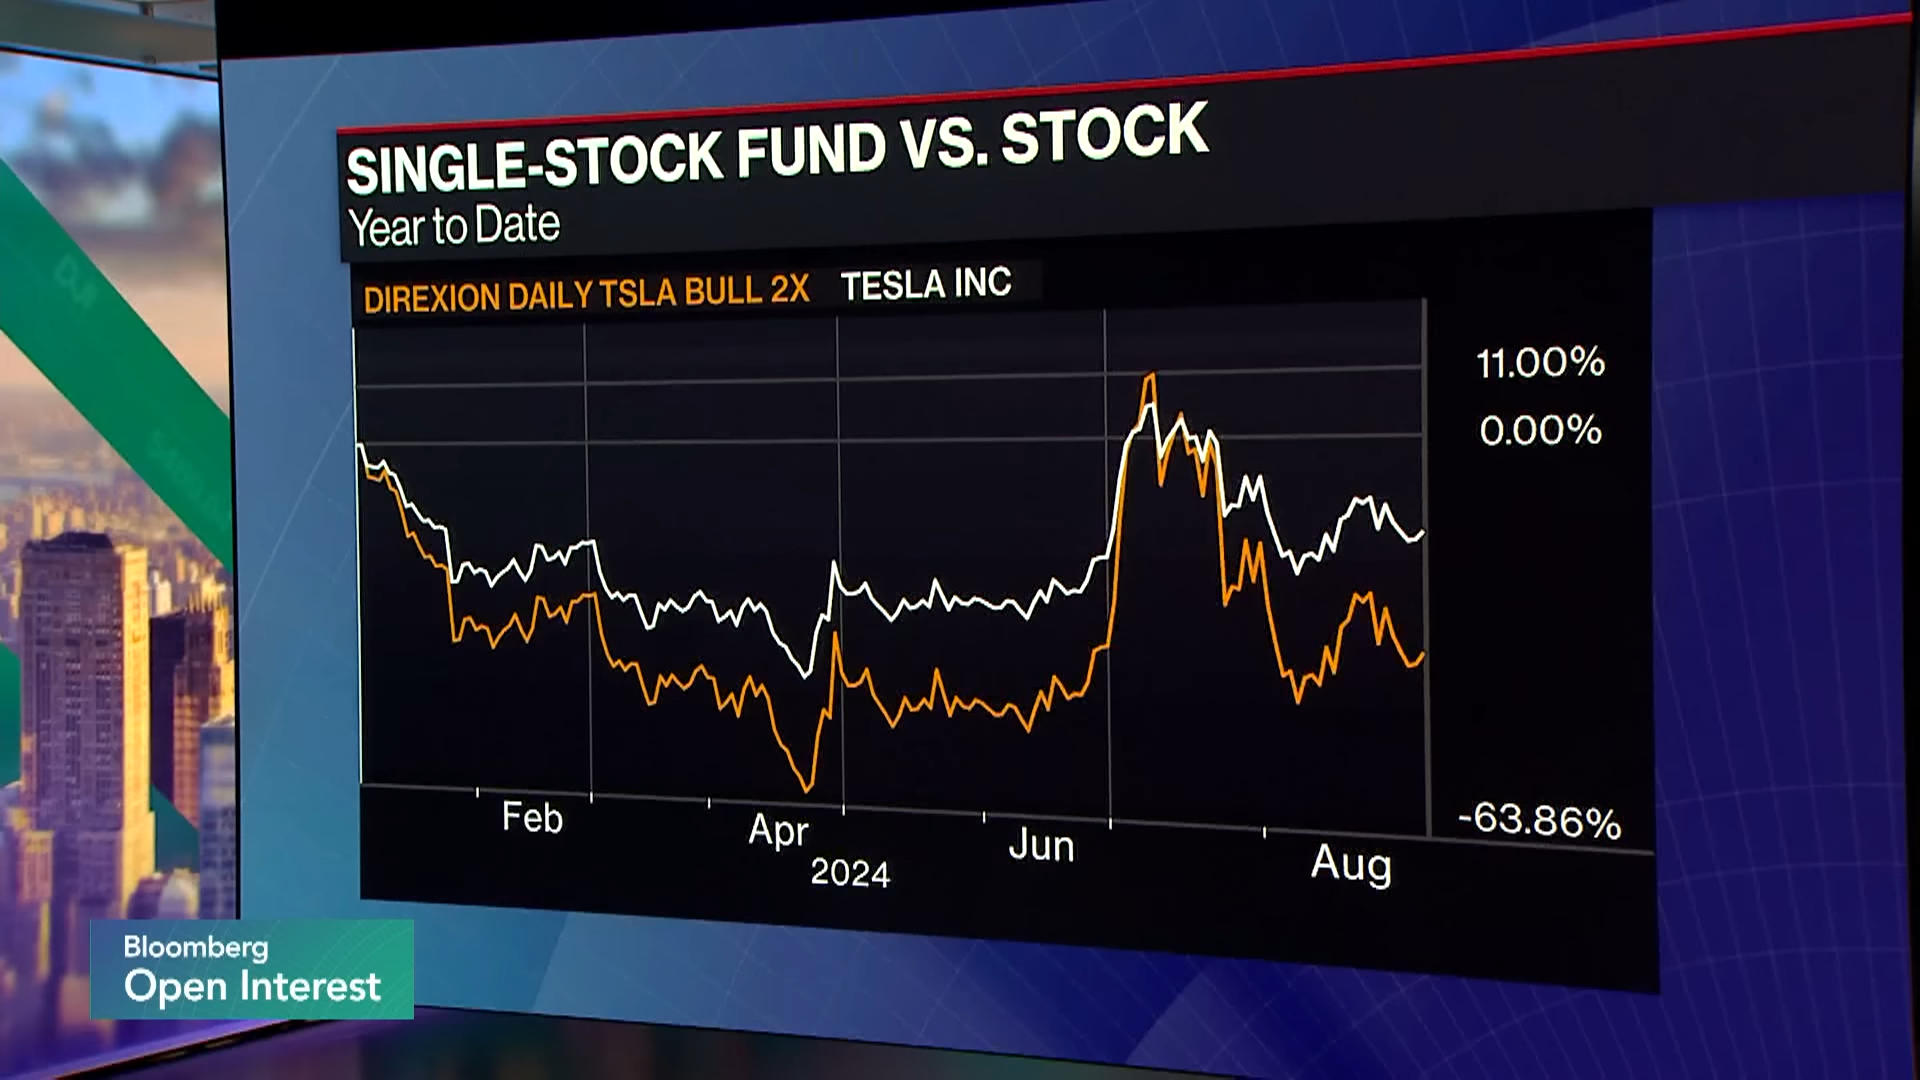 SINGLE-STOCK FUND VS. STOCK
Year to Date
DIREXION DAILY TSLA BULL 2X TESLA INC
11.00%
0.00%
-63.86%
Feb Apr Jun Aug
2024
DJI
Bloomberg
Open Interest